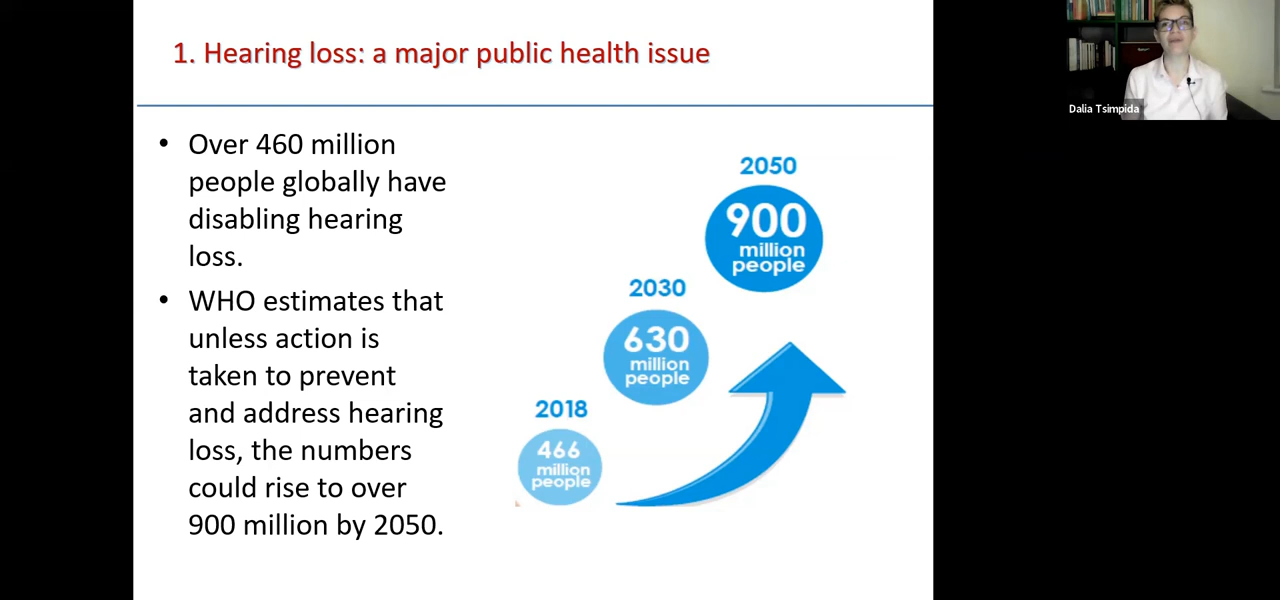 1. Hearing loss: a major public health issue
Dalia Tsimpida
• Over 460 million
people globally have
disabling hearing
loss.
• WHO estimates that
unless action is
taken to prevent
and address hearing
loss, the numbers
could rise to over
900 million by 2050.
2050
900
million
people
2030
630
million
people
2018
466
million
people